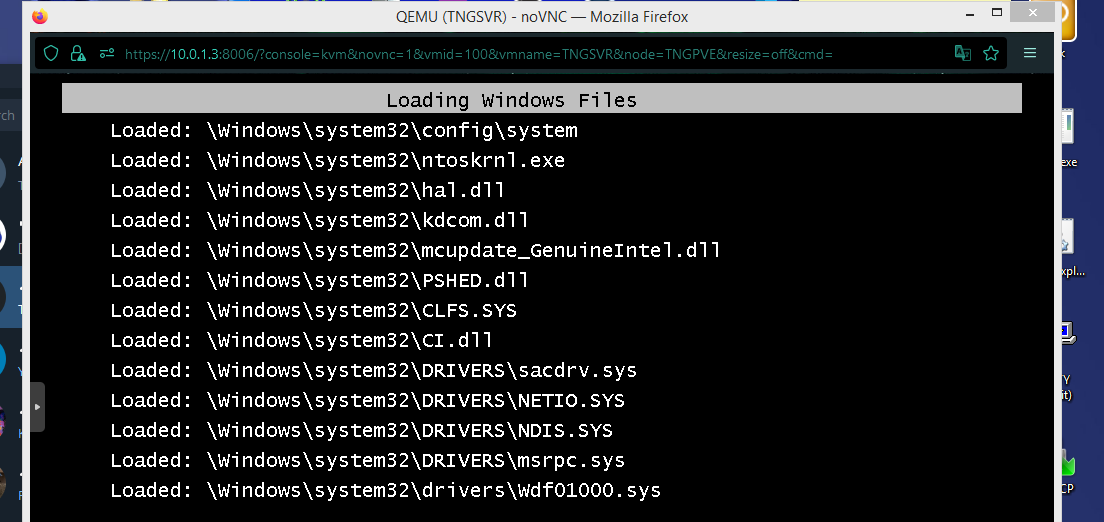 QEMU (TNGSVR) - noVNC — Mozilla Firefox
https://10.0.1.3:8006/?console=kvm&novnc=1&vmid=100&vmname=TNGSVR&node=TNGPVE&resize=off&cmd=
Loading Windows Files
Loaded: \Windows\system32\config\system
Loaded: \Windows\system32\ntoskrnl.exe
Loaded: \Windows\system32\hal.dll
Loaded: \Windows\system32\kdcom.dll
Loaded: \Windows\system32\mcupdate_GenuineIntel.dll
Loaded: \Windows\system32\PSHED.dll
Loaded: \Windows\system32\CLFS.SYS
Loaded: \Windows\system32\CI.dll
Loaded: \Windows\system32\DRIVERS\sacdrv.sys
Loaded: \Windows\system32\DRIVERS\NETIO.SYS
Loaded: \Windows\system32\DRIVERS\NDIS.SYS
Loaded: \Windows\system32\DRIVERS\msrpc.sys
Loaded: \Windows\system32\drivers\Wdf01000.sys